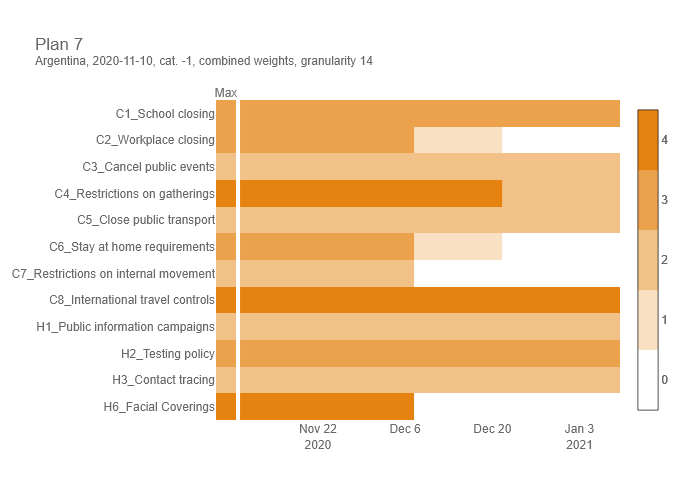 Plan 7
Argentina, 2020-11-10, cat. -1, combined weights, granularity 14
Max
C1_School closing
C2_Workplace closing
C3_Cancel public events
C4_Restrictions on gatherings
C5_Close public transport
C6_Stay at home requirements
C7_Restrictions on internal movement
C8_International travel controls
H1_Public information campaigns
H2_Testing policy
H3_Contact tracing
H6_Facial Coverings
4
3
2
1
0
Nov 22 Dec 6 Dec 20 Jan 3
2020 2021